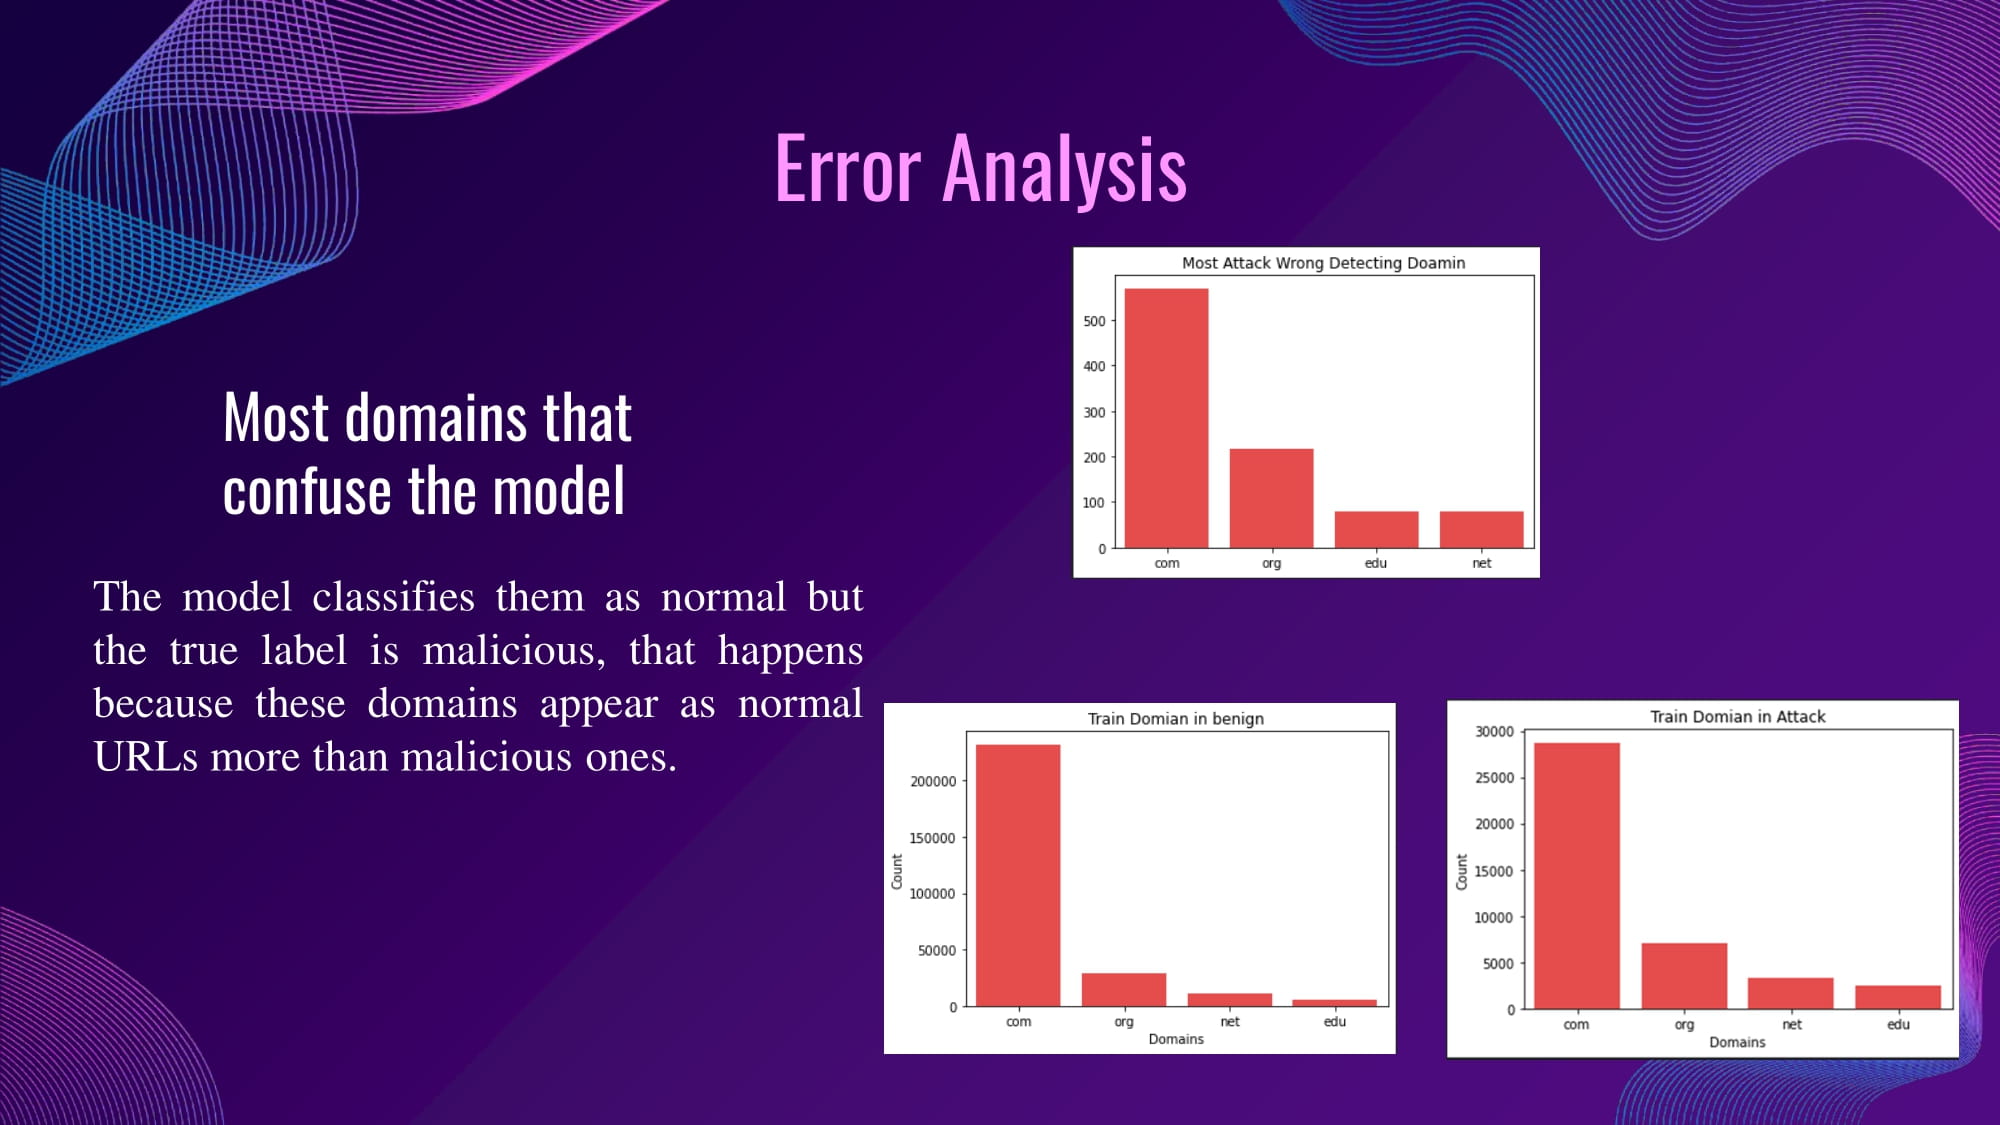 Error Analysis
Most domains that
confuse the model
The model classifies them as normal but
the true label is malicious, that happens
because these domains appear as normal
URLs more than malicious ones.
Most Attack Wrong Detecting Doamin
500
400
300
200
100
0
com org edu net
Train Domian in benign
200000
150000
100000
50000
0
Count
com org net edu
Domains
Train Domian in Attack
30000
25000
20000
15000
10000
5000
0
Count
com org net edu
Domains